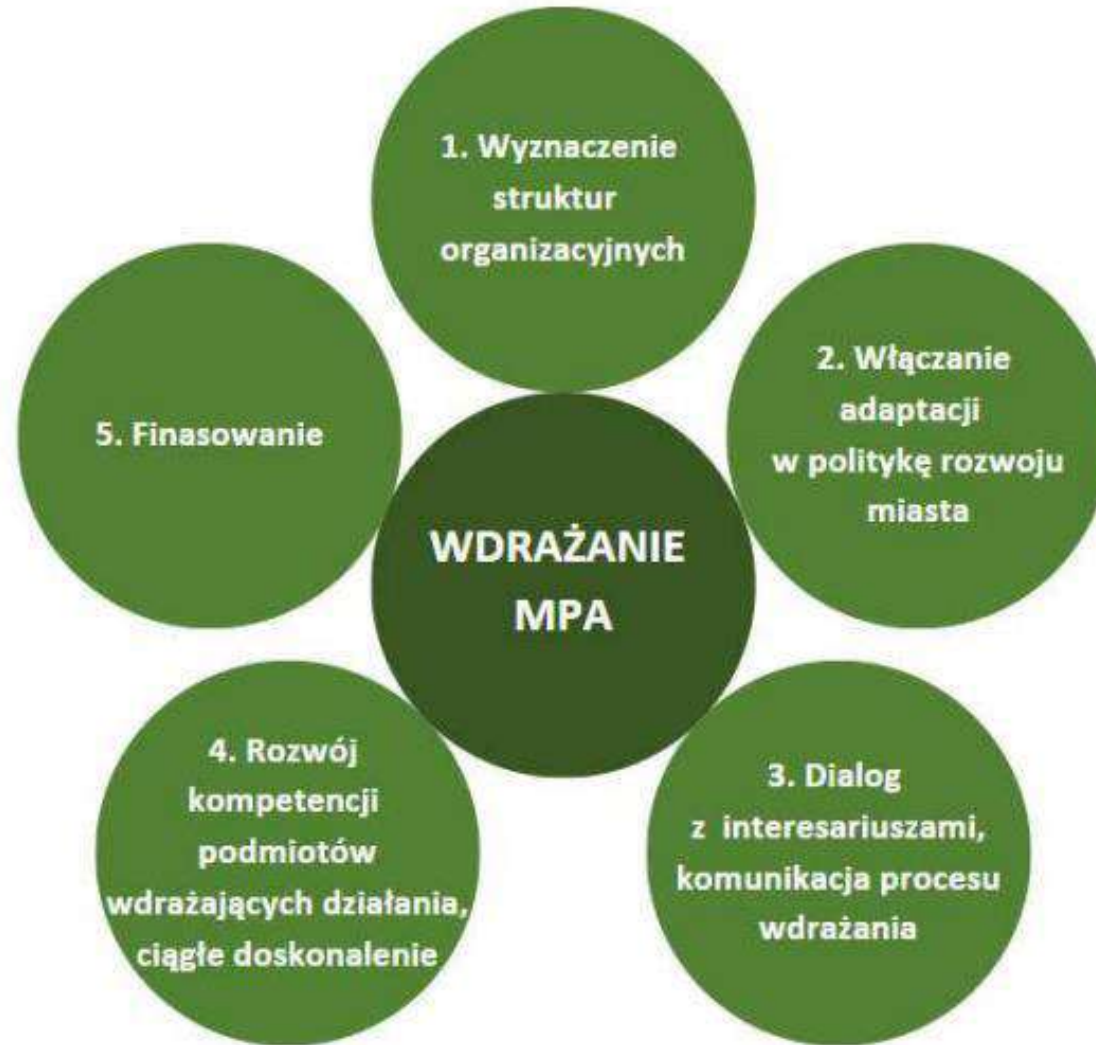 1. Wyznaczenie
struktur
organizacyjnych
2. Włączanie
adaptacji
w politykę rozwoju
miasta
3. Dialog
z interesariuszami,
komunikacja procesu
wdrażania
4. Rozwój
kompetencji
podmiotów
wdrażających działania,
ciągłe doskonalenie
5. Finasowanie
WDRAŻANIE
MPA